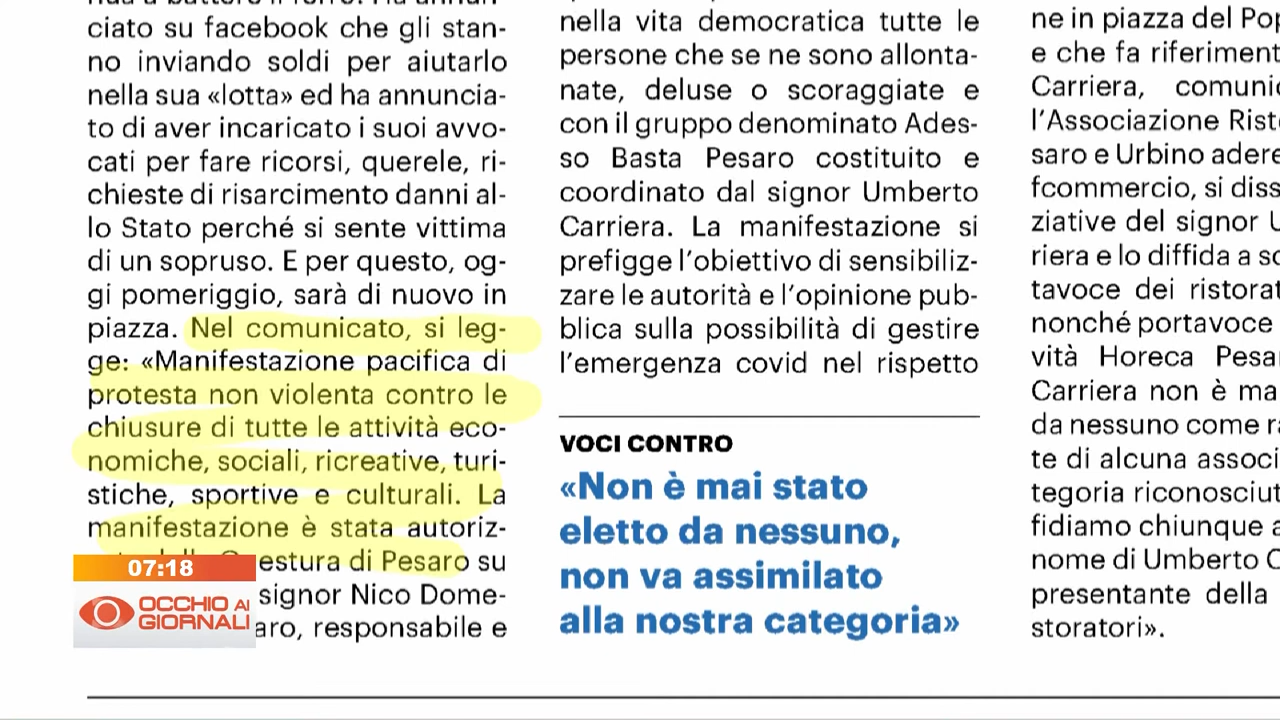 ciato su facebook che gli stan-
no inviando soldi per aiutarlo
nella sua «lotta» ed ha annuncia-
to di aver incaricato i suoi avvo-
cati per fare ricorsi, querele, ri-
chieste di risarcimento danni al-
lo Stato perché si sente vittima
di un sopruso. E per questo, og-
gi pomeriggio, sarà di nuovo in
piazza. Nel comunicato, si leg-
ge: «Manifestazione pacifica di
protesta non violenta contro le
chiusure di tutte le attività eco-
nomiche, sociali, ricreative, turi-
stiche, sportive e culturali. La
manifestazione è stata autoriz-
estura di Pesaro su
signor Nico Dome-
aro, responsabile e
nella vita democratica tutte le
persone che se ne sono allonta-
nate, deluse o scoraggiate e
con il gruppo denominato Ades-
so Basta Pesaro costituito e
coordinato dal signor Umberto
Carriera. La manifestazione si
prefigge l'obiettivo di sensibiliz-
zare le autorità e l'opinione pub-
blica sulla possibilità di gestire
l'emergenza covid nel rispetto
VOCI CONTRO
«Non è mai stato
eletto da nessuno,
non va assimilato
alla nostra categoria»
ne in piazza del Pop
e che fa riferiment
Carriera, comunic
l'Associazione Risto
saro e Urbino adere
fcommercio, si diss
ziative del signor U
riera e lo diffida a sc
tavoce dei ristorat
nonché portavoce
vità Horeca Pesar
Carriera non è ma
da nessuno come ra
te di alcuna associ
tegoria riconosciut
fidiamo chiunque a
nome di Umberto C
presentante della
storatori».
07:18
OCCHIO AI
GIORNALI